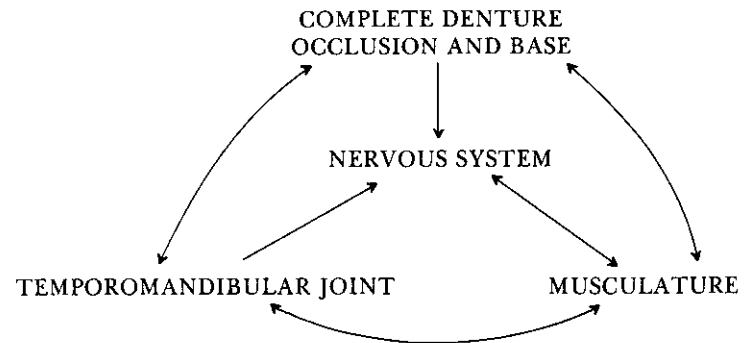 COMPLETE DENTURE
OCCLUSION AND BASE
NERVOUS SYSTEM
TEMPOROMANDIBULAR JOINT
MUSCULATURE